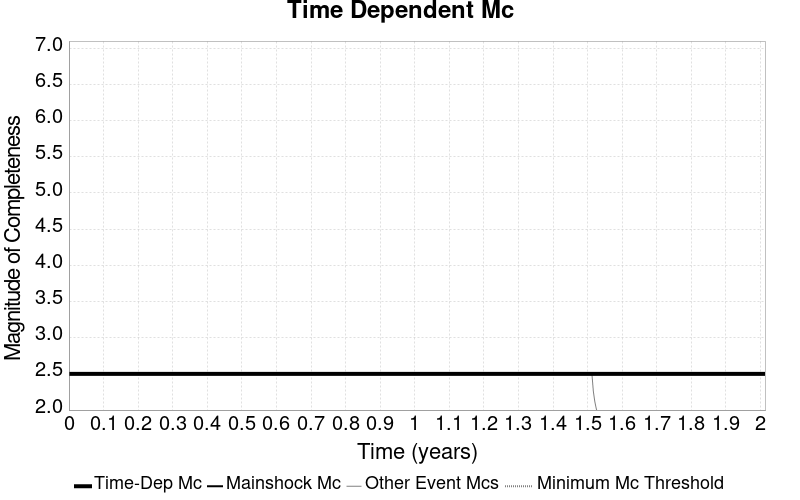 Time Dependent Mc
Magnitude of Completeness
7.0
6.5
6.0
5.5
5.0
4.5
4.0
3.5
3.0
2.5
2.0
0 0.1 0.2 0.3 0.4 0.5 0.6 0.7 0.8 0.9 1 1.1 1.2 1.3 1.4 1.5 1.6 1.7 1.8 1.9 2
Time (years)
Time-Dep Mc Mainshock Mc Other Event Mcs Minimum Mc Threshold